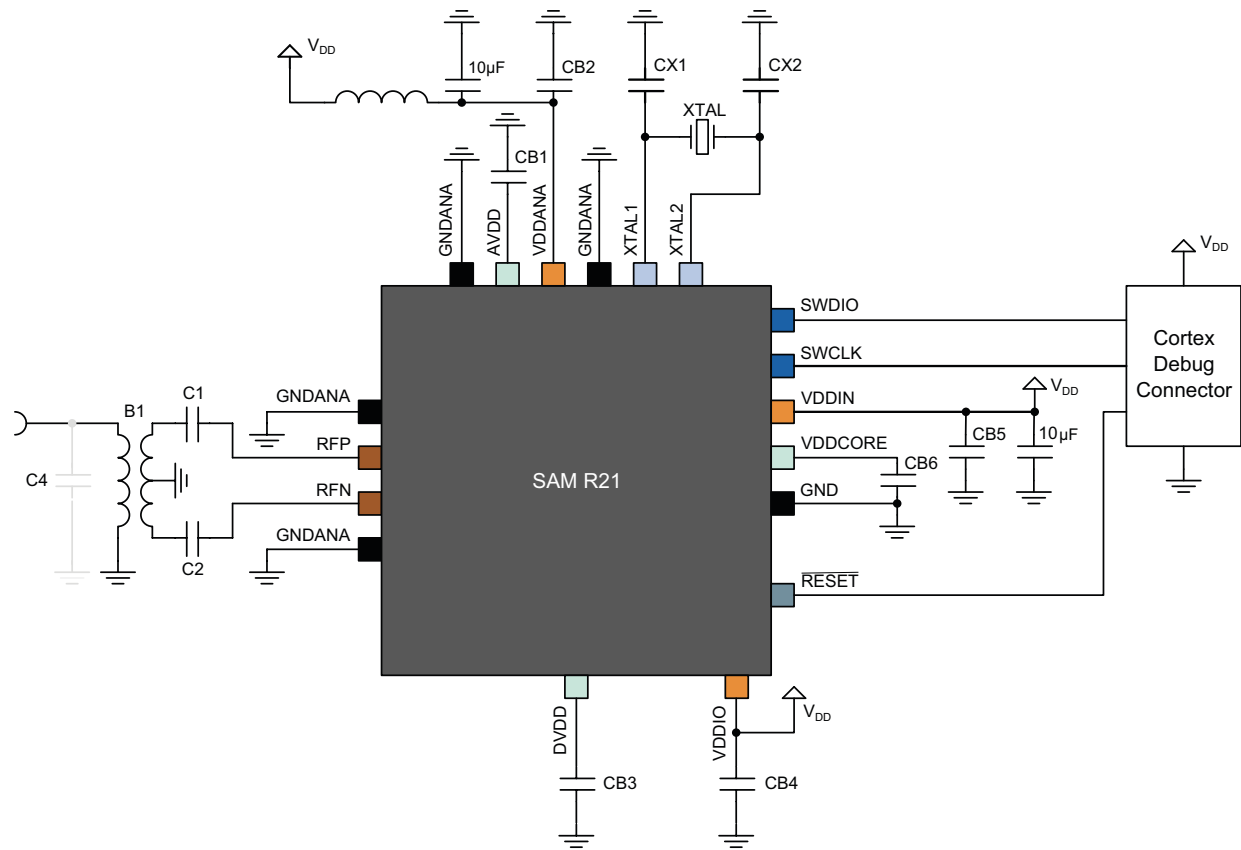 VDD
10µF
CB2
CX1
CX2
XTAL
CB1
GNDANA
AVDD
VDDANA
GNDANA
XTAL1
XTAL2
VDD
SWDIO
SWCLK
VDDIN
VDDCORE
GND
RESET
Cortex
Debug
Connector
VDD
CB5
10µF
CB6
C1
B1
C4
C2
GNDANA
RFP
RFN
GNDANA
SAM R21
DVDD
VDDIO
VDD
CB3
CB4